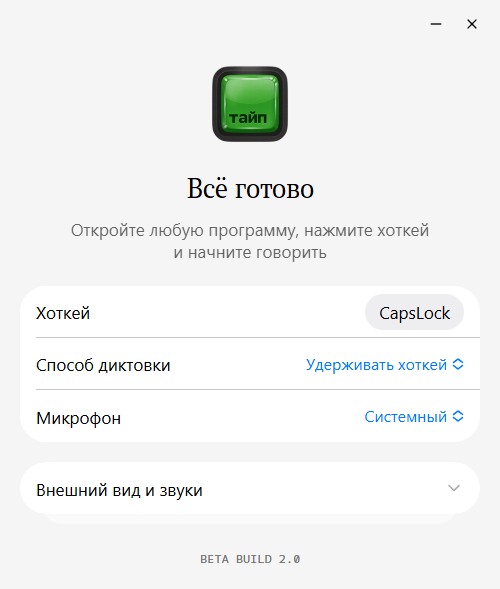 тайп
Всё готово
Откройте любую программу, нажмите хоткей
и начните говорить
Хоткей CapsLock
Способ диктовки Удерживать хоткей
Микрофон Системный
Внешний вид и звуки
BETA BUILD 2.0